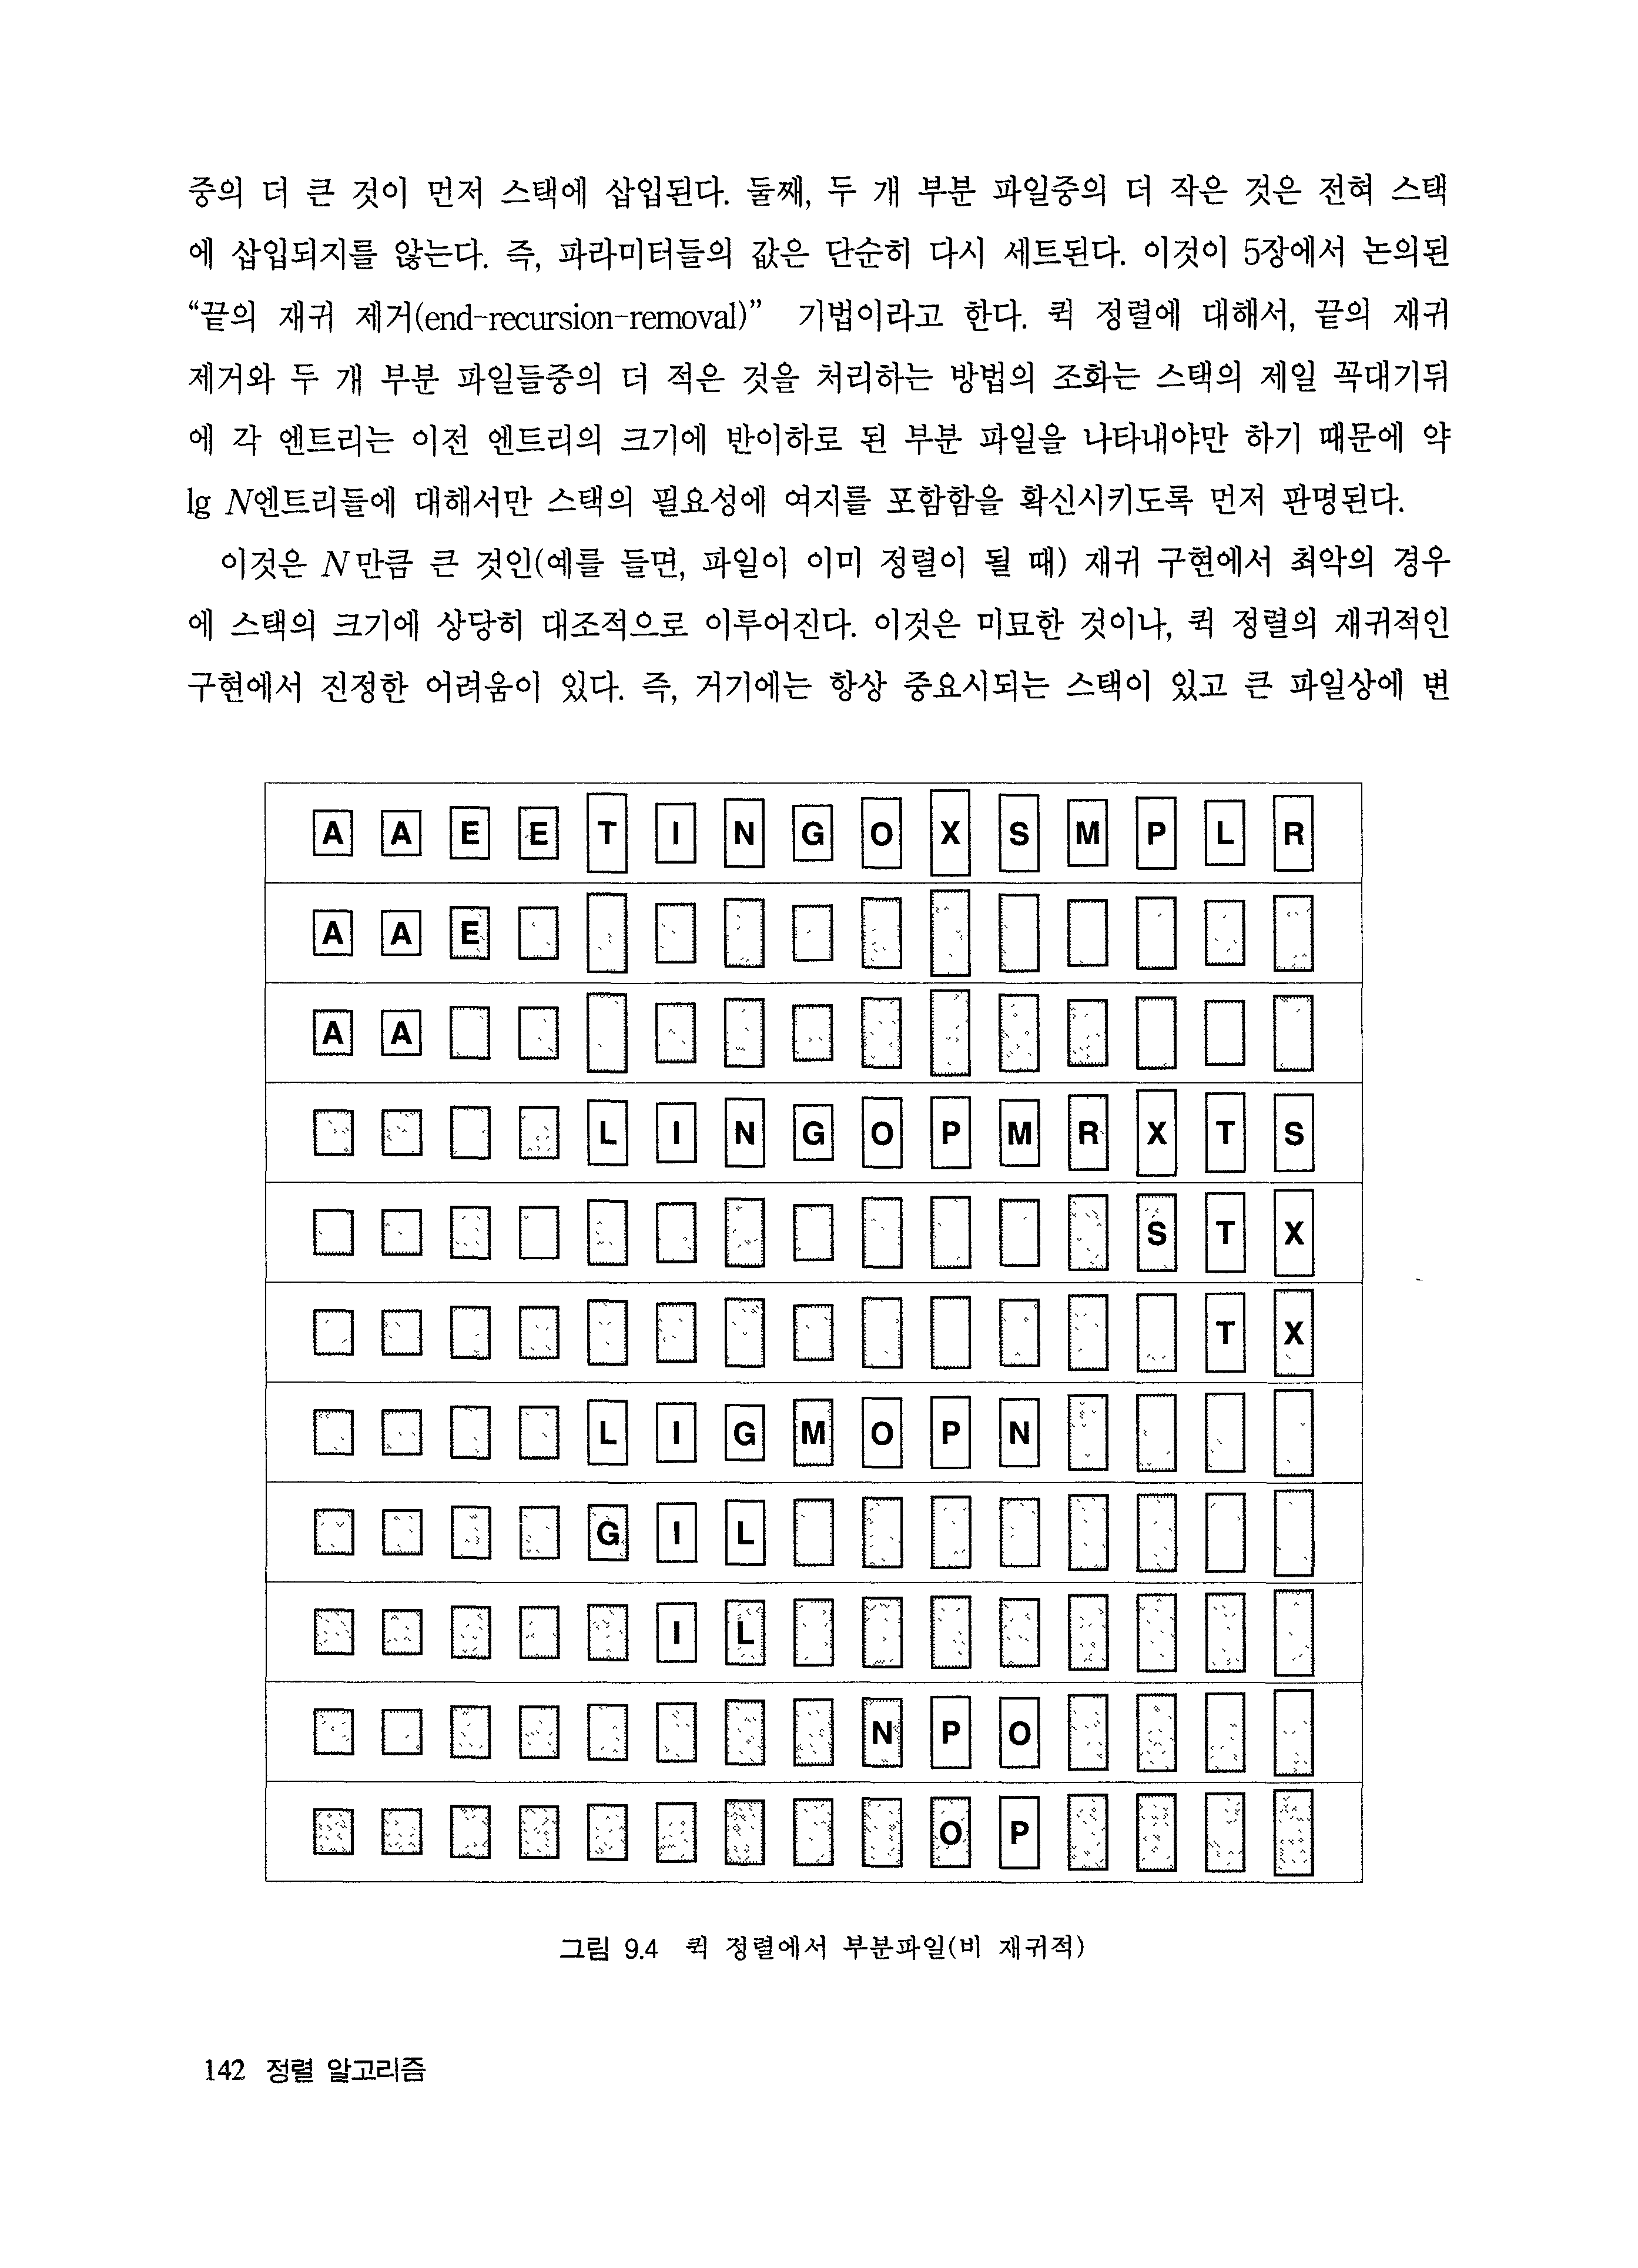 중의 더 큰 것이 먼저 스택에 삽입된다. 둘째, 두 개 부분 파일중의 더 작은 것은 전혀 스택
에 삽입되지를 않는다. 즉, 파라미터들의 값은 단순히 다시 세트된다. 이것이 5장에서 논의된
“끝의 재귀 제거(end-recursion-removal)” 기법이라고 한다. 퀵 정렬에 대해서, 끝의 재귀
제거와 두 개 부분 파일들중의 더 적은 것을 처리하는 방법의 조화는 스택의 제일 꼭대기뒤
에 각 엔트리는 이전 엔트리의 크기에 반이하로 된 부분 파일을 나타내야만 하기 때문에 약
lg N엔트리들에 대해서만 스택의 필요성에 여지를 포함함을 확신시키도록 먼저 판명된다.
이것은 N만큼 큰 것인(예를 들면, 파일이 이미 정렬이 될 때) 재귀 구현에서 최악의 경우
에 스택의 크기에 상당히 대조적으로 이루어진다. 이것은 미묘한 것이나, 퀵 정렬의 재귀적인
구현에서 진정한 어려움이 있다. 즉, 거기에는 항상 중요시되는 스택이 있고 큰 파일상에 변
A A E E T I N G O X S M P L R
A A E
A A
L I N G O P M R X T S
S T X
T X
L I G M O P N
G I L
I L
N P O
O P
그림 9.4 퀵 정렬에서 부분파일(비 재귀적)
142 정렬 알고리즘